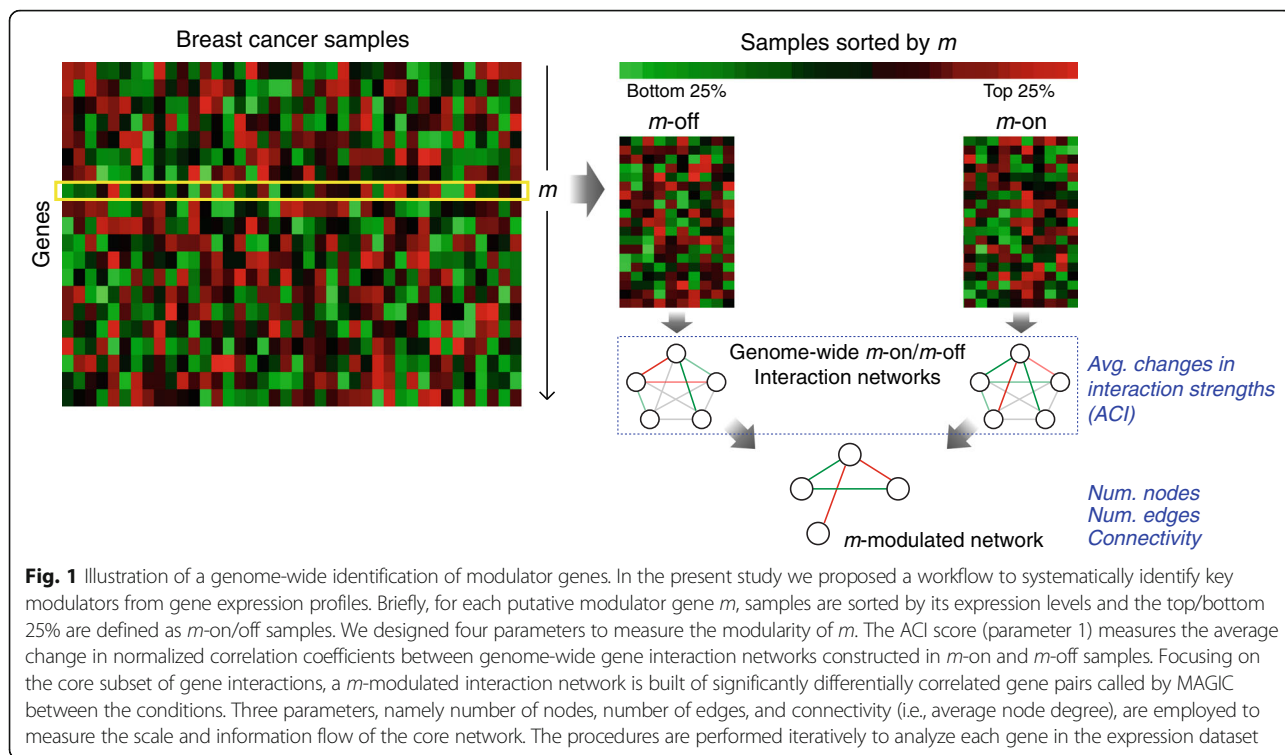 Breast cancer samples
Genes
m
Samples sorted by m
Bottom 25%
Top 25%
m-off
m-on
Genome-wide m-on/m-off
Interaction networks
Avg. changes in
interaction strengths
(ACI)
m-modulated network
Num. nodes
Num. edges
Connectivity
Fig. 1 Illustration of a genome-wide identification of modulator genes. In the present study we proposed a workflow to systematically identify key
modulators from gene expression profiles. Briefly, for each putative modulator gene m, samples are sorted by its expression levels and the top/bottom
25% are defined as m-on/off samples. We designed four parameters to measure the modularity of m. The ACI score (parameter 1) measures the average
change in normalized correlation coefficients between genome-wide gene interaction networks constructed in m-on and m-off samples. Focusing on
the core subset of gene interactions, a m-modulated interaction network is built of significantly differentially correlated gene pairs called by MAGIC
between the conditions. Three parameters, namely number of nodes, number of edges, and connectivity (i.e., average node degree), are employed to
measure the scale and information flow of the core network. The procedures are performed iteratively to analyze each gene in the expression dataset